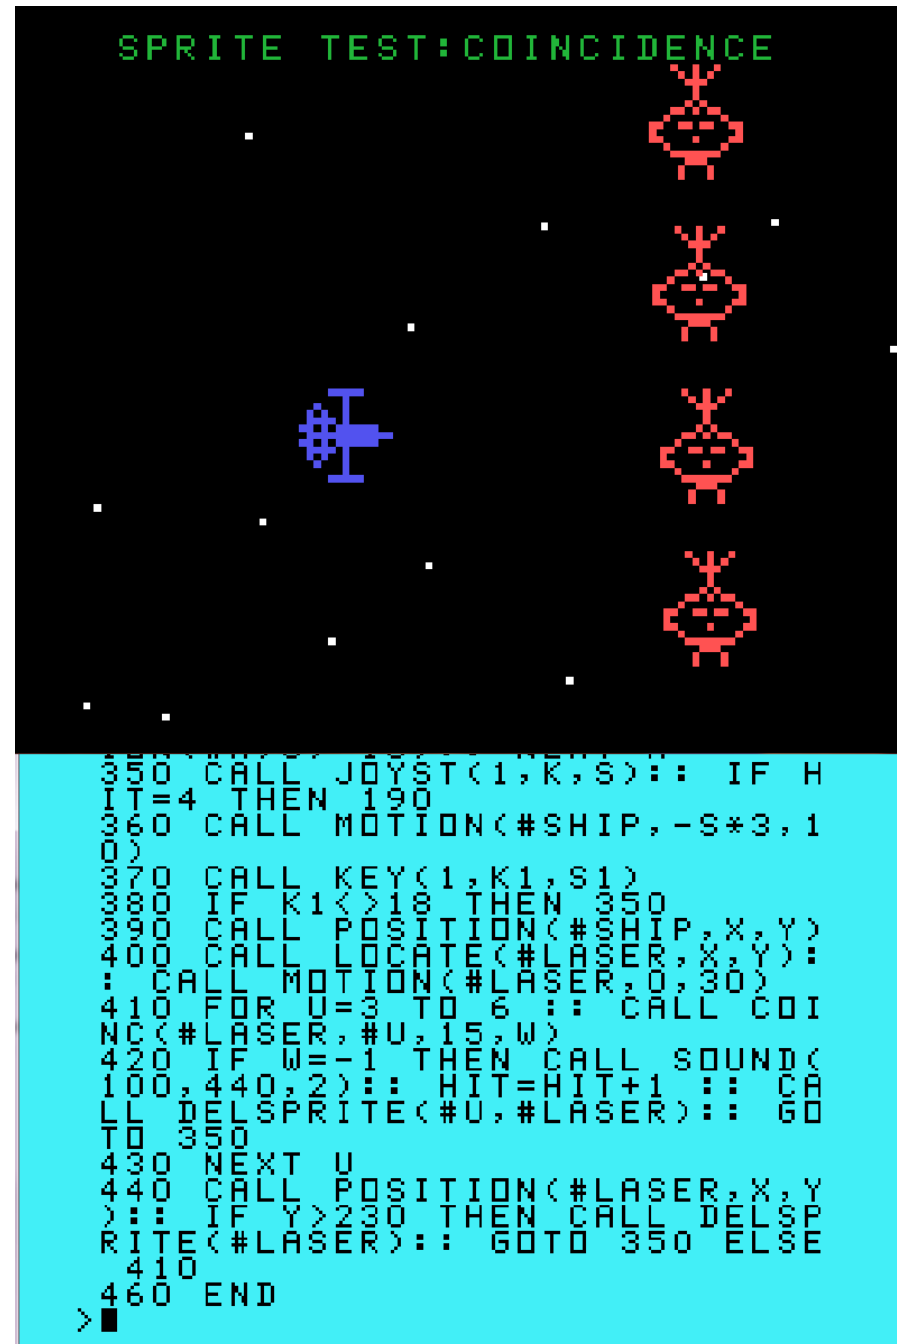 SPRITE TEST:COINCIDENCE
350 CALL JOYST(1,K,S):: IF H
IT=4 THEN 190
360 CALL MOTION(#SHIP,-S*3,1
0)
370 CALL KEY(1,K1,S1)
380 IF K1<>18 THEN 350
390 CALL POSITION(#SHIP,X,Y)
400 CALL LOCATE(#LASER,X,Y):
: CALL MOTION(#LASER,0,30)
410 FOR U=3 TO 6 :: CALL COI
NC(#LASER,#U,15,W)
420 IF W=-1 THEN CALL SOUND(
100,440,2):: HIT=HIT+1 :: CA
LL DELSPRITE(#U,#LASER):: GO
TO 350
430 NEXT U
440 CALL POSITION(#LASER,X,Y
):: IF Y>230 THEN CALL DELSP
RITE(#LASER):: GOTO 350 ELSE
410
460 END
>